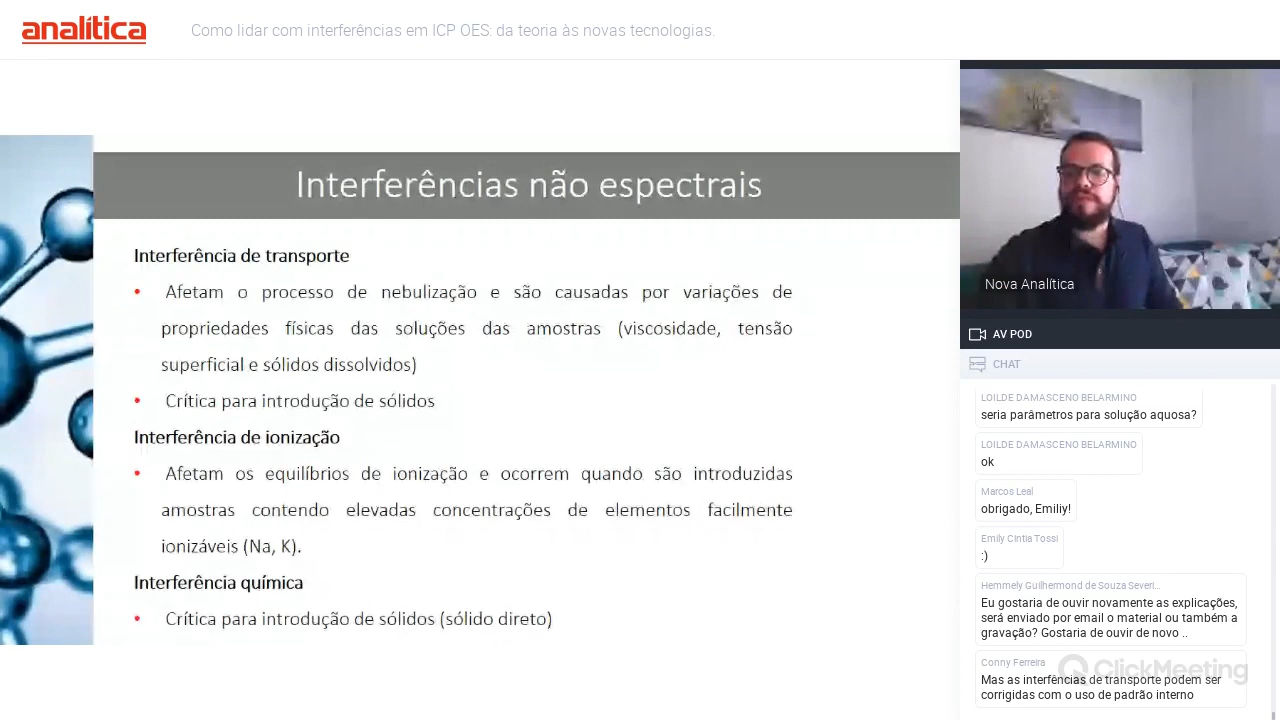 analítica
Como lidar com interferências em ICP OES: da teoria às novas tecnologias.
Interferências não espectrais
Interferência de transporte
• Afetam o processo de nebulização e são causadas por variações de
propriedades físicas das soluções das amostras (viscosidade, tensão
superficial e sólidos dissolvidos)
• Crítica para introdução de sólidos
Interferência de ionização
• Afetam os equilíbrios de ionização e ocorrem quando são introduzidas
amostras contendo elevadas concentrações de elementos facilmente
ionizáveis (Na, K).
Interferência química
• Crítica para introdução de sólidos (sólido direto)
Nova Analítica
AV POD
CHAT
LOILDE DAMASCENO BELARMINO
seria parâmetros para solução aquosa?
LOILDE DAMASCENO BELARMINO
ok
Marcos Leal
obrigado, Emiliy!
Emily Cintia Tossi
:)
Hemmely Guilhermond de Souza Severi...
Eu gostaria de ouvir novamente as explicações,
será enviado por email o material ou também a
gravação? Gostaria de ouvir de novo ..
Conny Ferreira
Mas as interfências de transporte podem ser
corrigidas com o uso de padrão interno
ClickMeeting